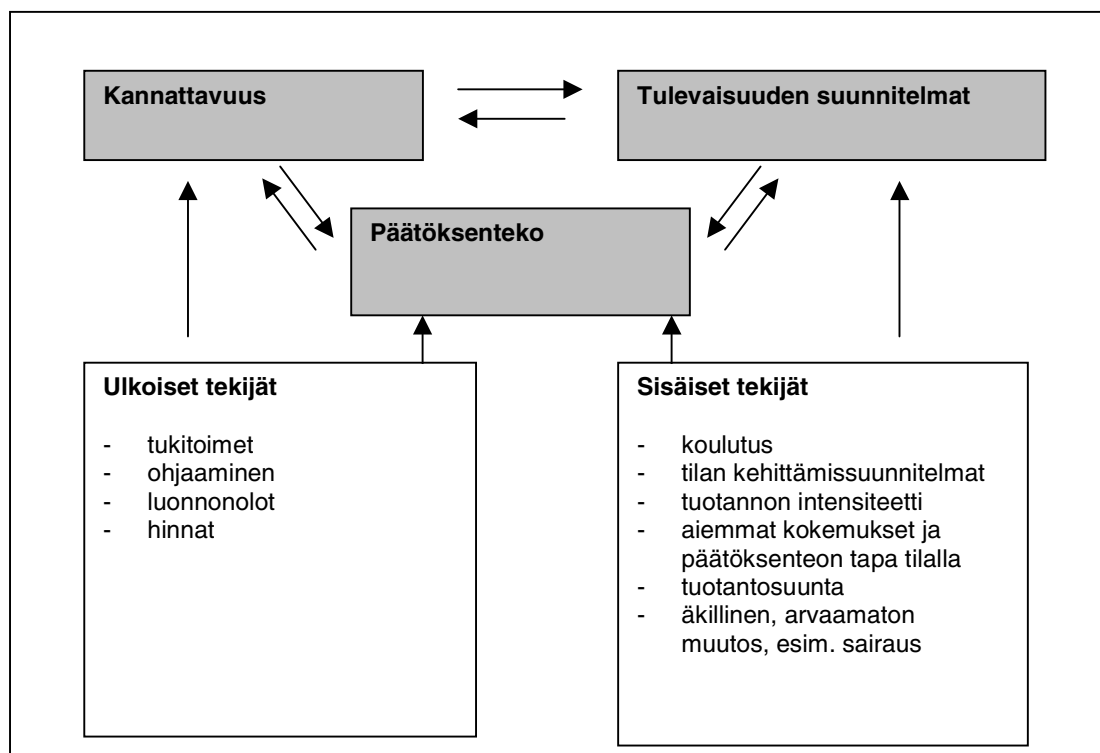 Kannattavuus
Tulevaisuuden suunnitelmat
Päätöksenteko
Ulkoiset tekijät
- tukitoimet
- ohjaaminen
- luonnonolot
- hinnat
Sisäiset tekijät
- koulutus
- tilan kehittämissuunnitelmat
- tuotannon intensiteetti
- aiemmat kokemukset ja
päätöksenteon tapa tilalla
- tuotantosuunta
- äkillinen, arvaamaton
muutos, esim. sairaus